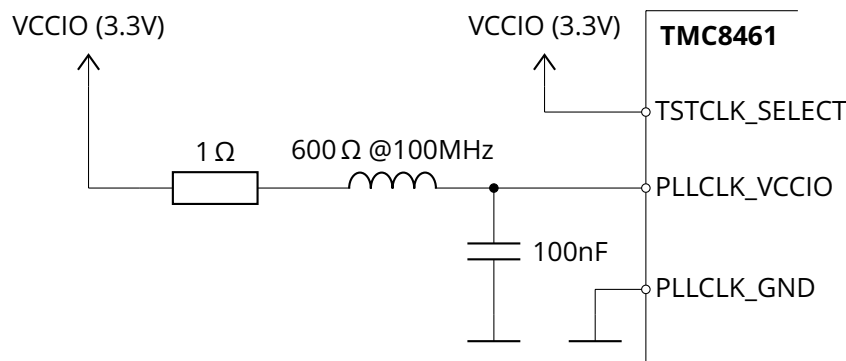 VCCIO (3.3V)
VCCIO (3.3V)
TMC8461
TSTCLK_SELECT
1 Ω
600 Ω @100MHz
PLLCLK_VCCIO
100nF
PLLCLK_GND